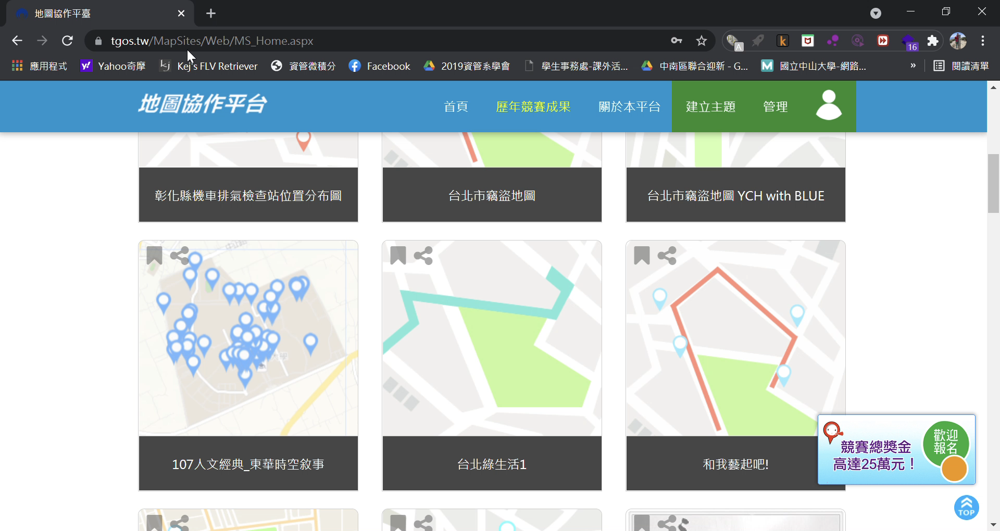 地圖協作平臺
tgos.tw/MapSites/Web/MS_Home.aspx
A
16
應用程式
Yahoo奇摩
Kej's FLV Retriever
資管微積分
Facebook
2019資管系學會
學生事務處-課外活...
中南區聯合迎新 - G...
國立中山大學-網路...
»
閱讀清單
地圖協作平台
首頁
歷年競賽成果
關於本平台
建立主題
管理
彰化縣機車排氣檢查站位置分布圖
台北市竊盜地圖
台北市竊盜地圖 YCH with BLUE
中山路
107人文經典_東華時空敘事
台北綠生活1
和我藝起吧!
競賽總獎金
高達25萬元！
歡迎
報名
TOP